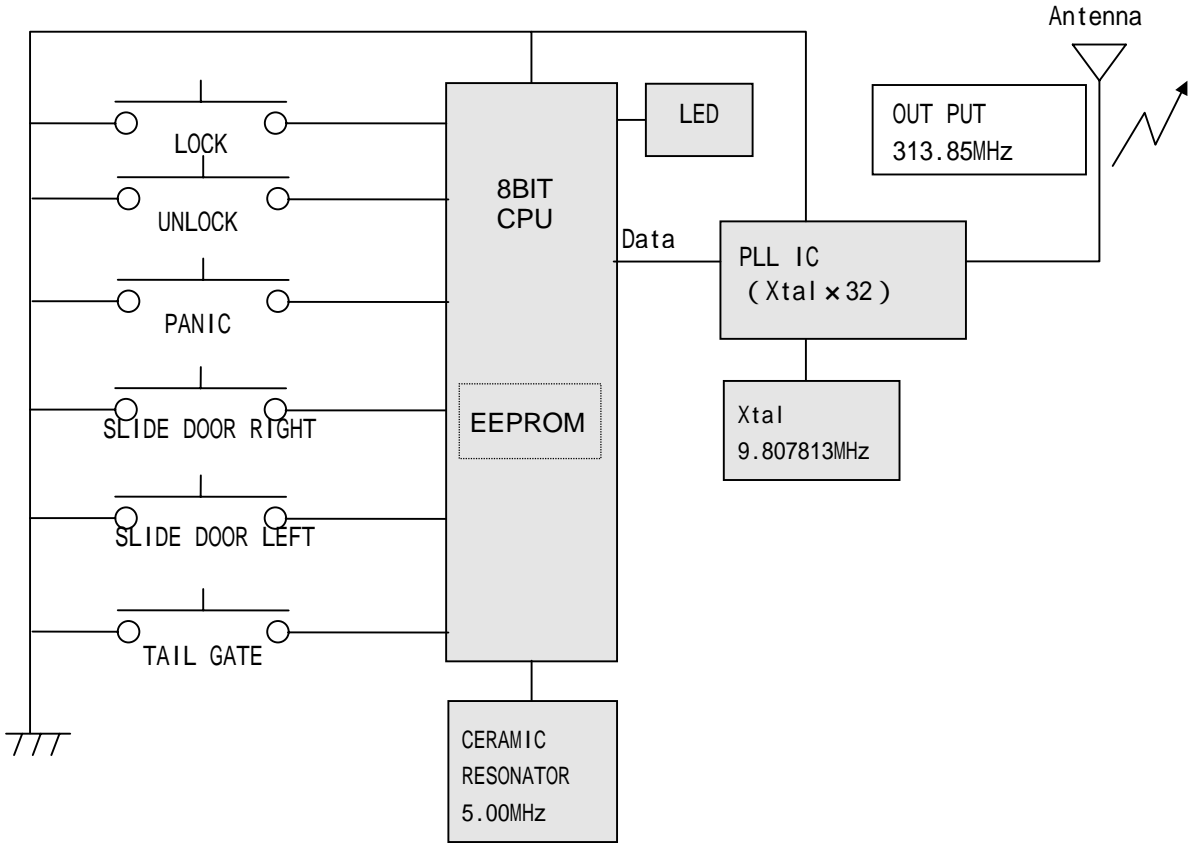 Antenna
LOCK
UNLOCK
PANIC
SLIDE DOOR RIGHT
SLIDE DOOR LEFT
TAIL GATE
8BIT
CPU
EEPROM
LED
Data
OUT PUT
313.85MHz
PLL IC
(Xtal×32)
Xtal
9.807813MHz
CERAMIC
RESONATOR
5.00MHz